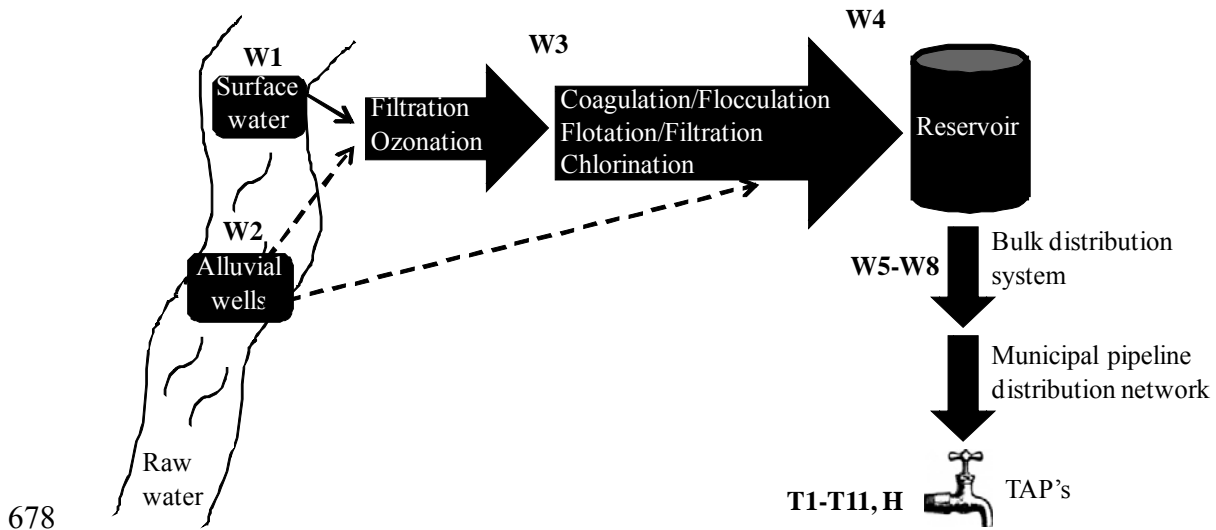 W1
Surface
water
W2
Alluvial
wells
Raw
water
Filtration
Ozonation
W3
Coagulation/Flocculation
Flotation/Filtration
Chlorination
W4
Reservoir
W5-W8
Bulk distribution
system
Municipal pipeline
distribution network
T1-T11, H
TAP's
678